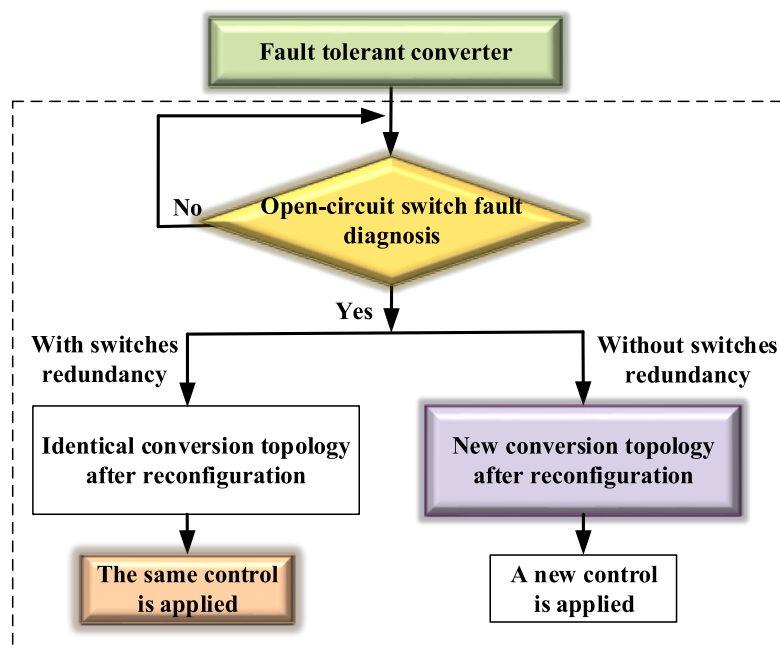 Fault tolerant converter
No
Open-circuit switch fault
diagnosis
Yes
With switches
redundancy
Without switches
redundancy
Identical conversion topology
after reconfiguration
New conversion topology
after reconfiguration
The same control
is applied
A new control
is applied